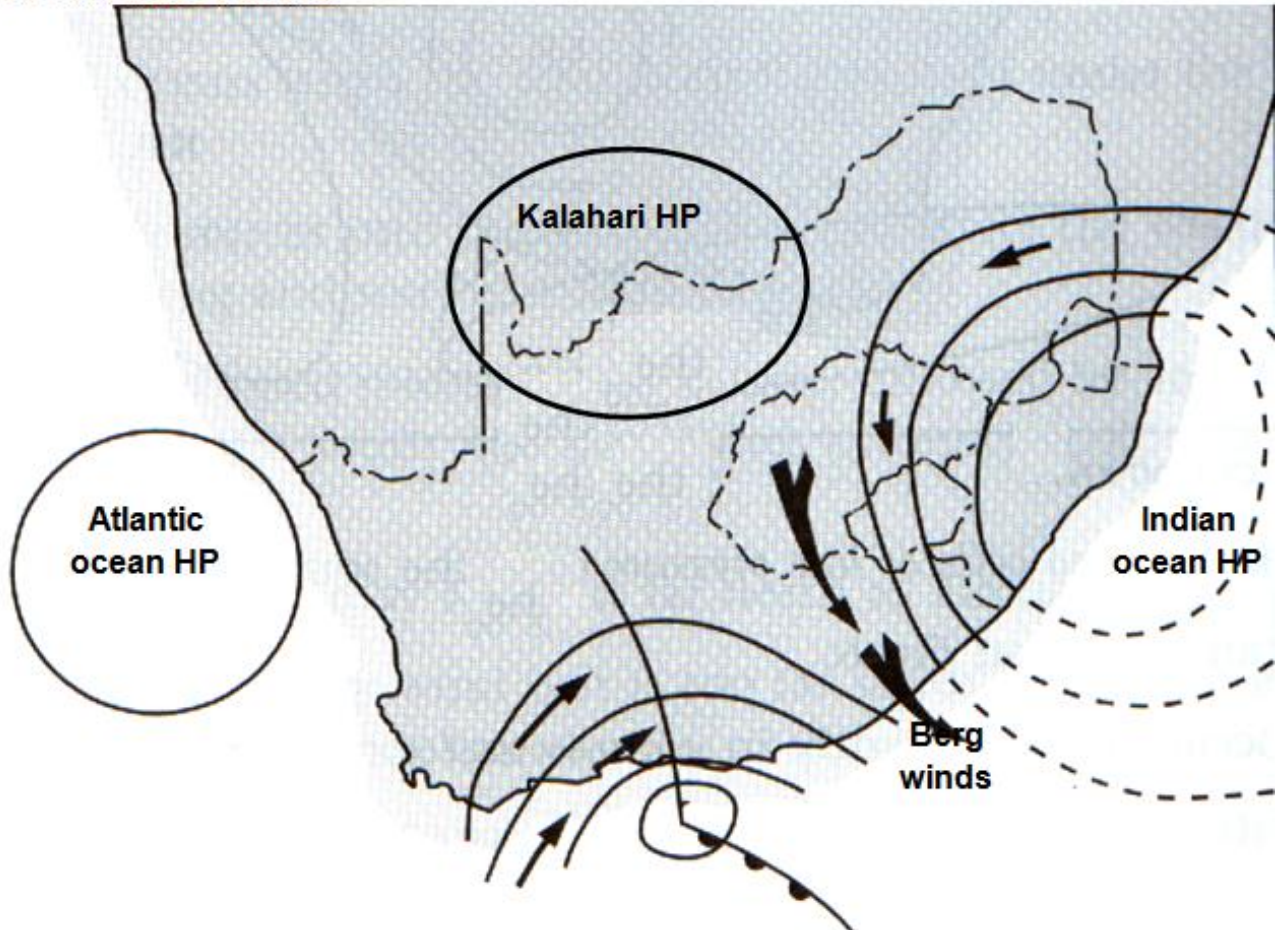 Kalahari HP
Atlantic
ocean HP
Indian
ocean HP
Berg
winds